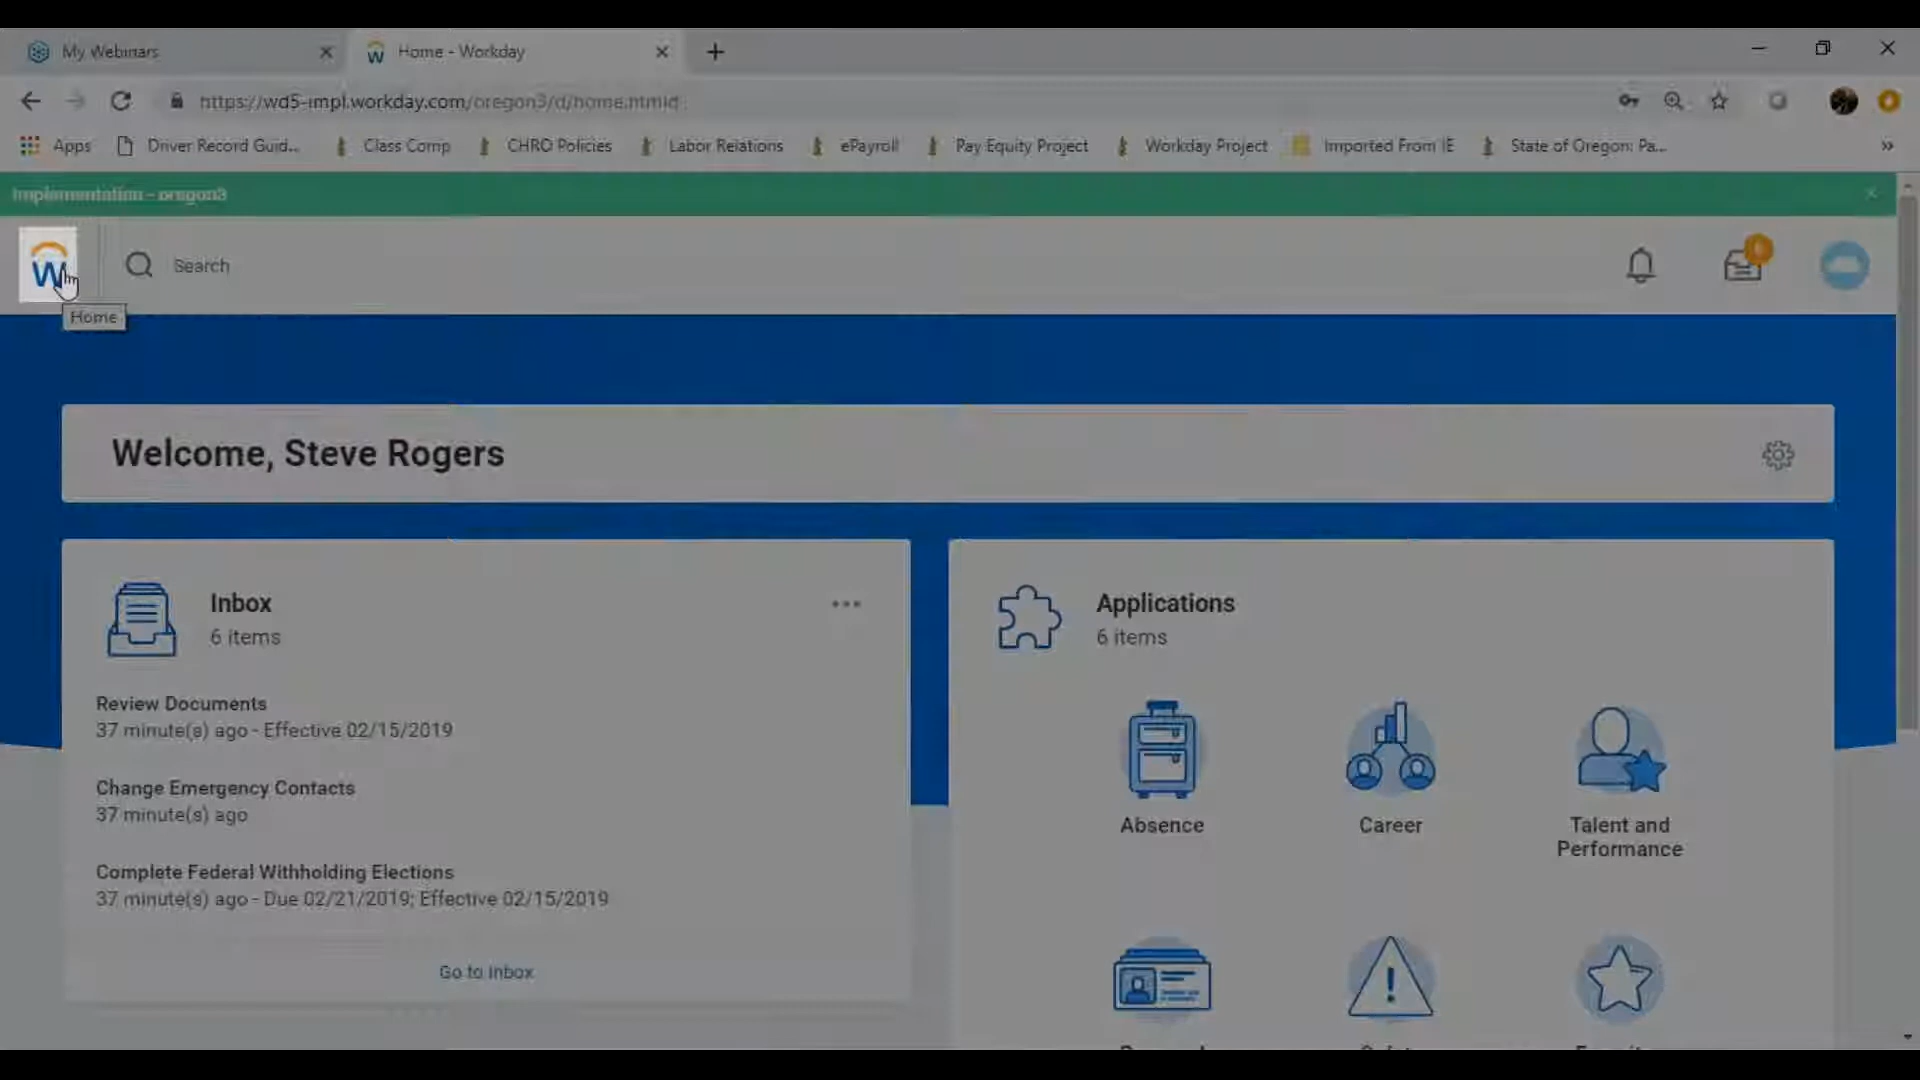 My Webinars
Home - Workday
https://wd5-impl.workday.com/oregon3/d/home.htmld
Apps
Driver Record Guid...
Class Comp
CHRO Policies
Labor Relations
ePayroll
Pay Equity Project
Workday Project
Imported From IE
State of Oregon: Pa...
»
Implementation - oregon3
W
Search
Home
Welcome, Steve Rogers
Inbox
6 items
Review Documents
37 minute(s) ago - Effective 02/15/2019
Change Emergency Contacts
37 minute(s) ago
Complete Federal Withholding Elections
37 minute(s) ago - Due 02/21/2019; Effective 02/15/2019
Go to Inbox
Applications
6 items
Absence
Career
Talent and
Performance